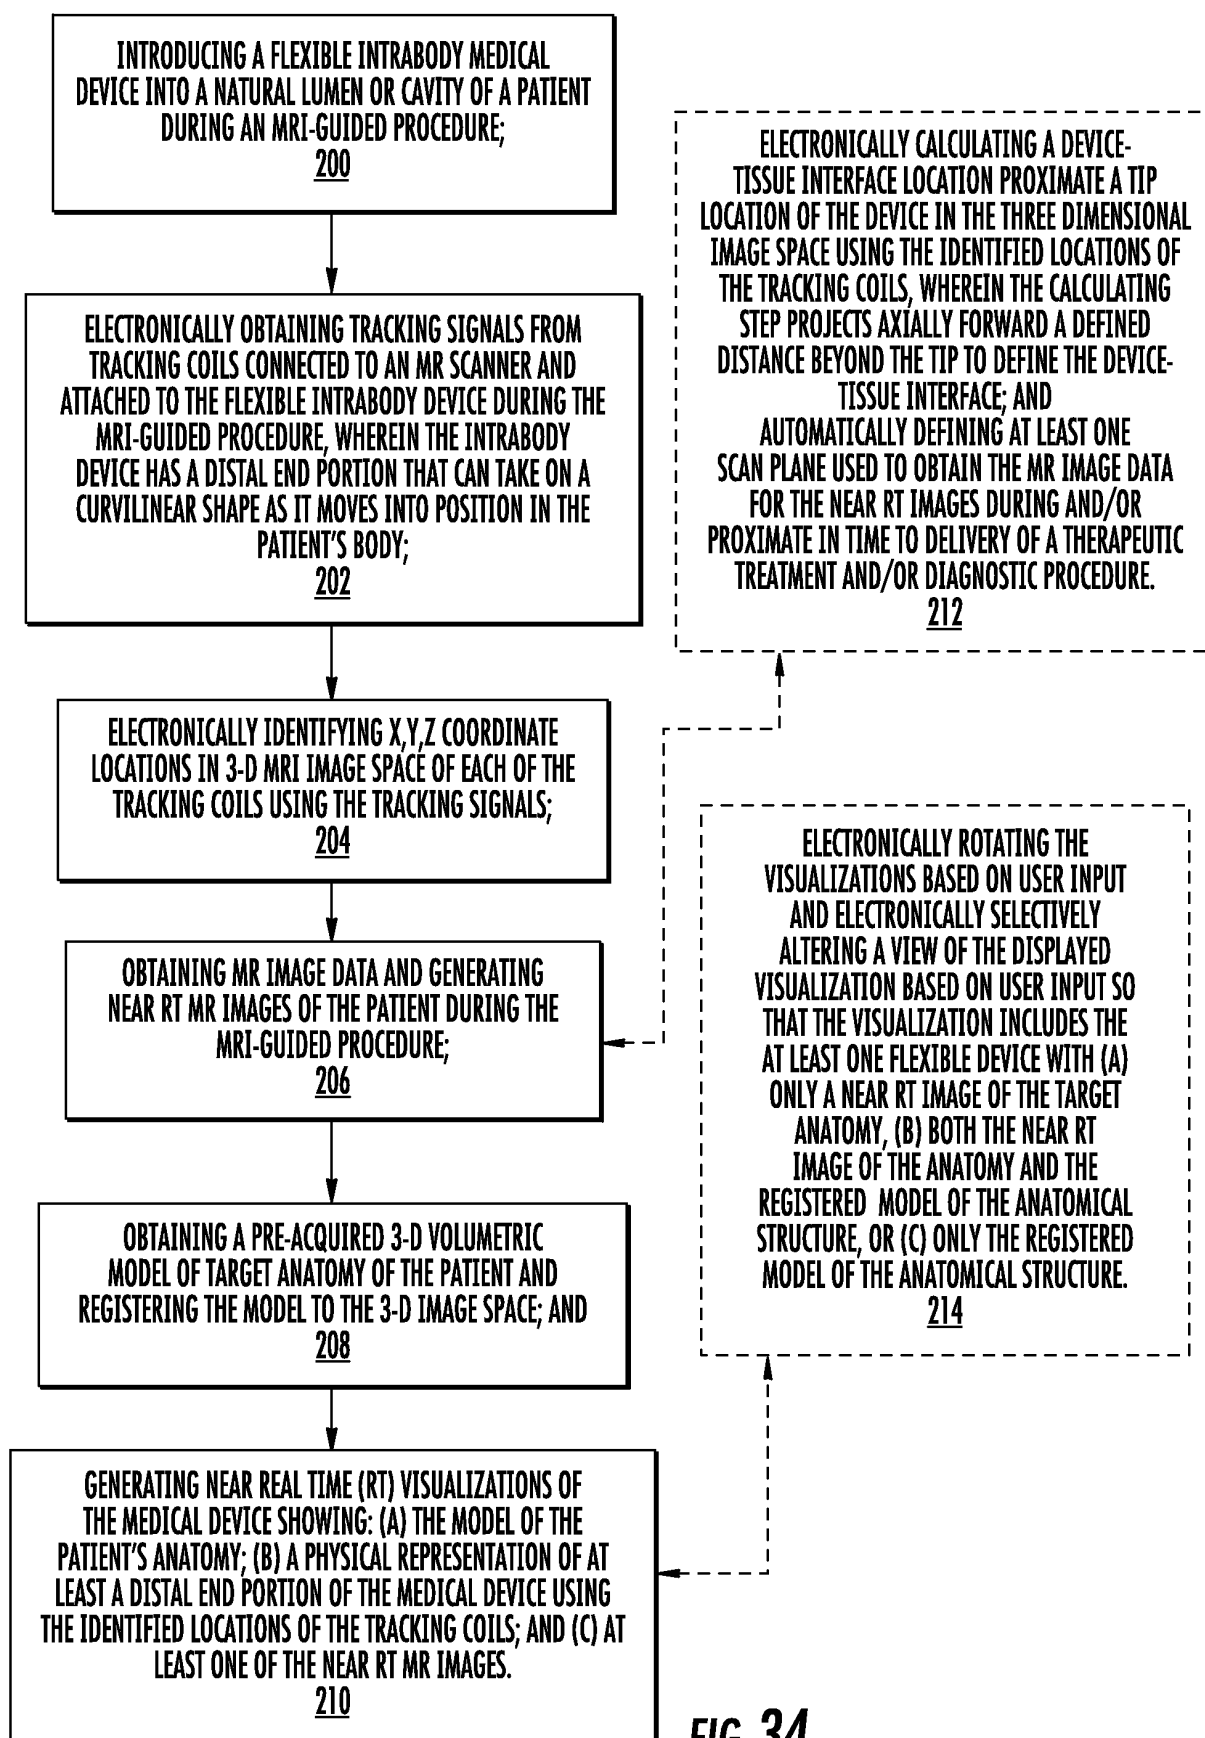 INTRODUCING A FLEXIBLE INTRABODY MEDICAL
DEVICE INTO A NATURAL LUMEN OR CAVITY OF A PATIENT
DURING AN MRI-GUIDED PROCEDURE;
200
ELECTRONICALLY OBTAINING TRACKING SIGNALS FROM
TRACKING COILS CONNECTED TO AN MR SCANNER AND
ATTACHED TO THE FLEXIBLE INTRABODY DEVICE DURING THE
MRI-GUIDED PROCEDURE, WHEREIN THE INTRABODY
DEVICE HAS A DISTAL END PORTION THAT CAN TAKE ON A
CURVILINEAR SHAPE AS IT MOVES INTO POSITION IN THE
PATIENT'S BODY;
202
ELECTRONICALLY IDENTIFYING X,Y,Z COORDINATE
LOCATIONS IN 3-D MRI IMAGE SPACE OF EACH OF THE
TRACKING COILS USING THE TRACKING SIGNALS;
204
OBTAINING MR IMAGE DATA AND GENERATING
NEAR RT MR IMAGES OF THE PATIENT DURING THE
MRI-GUIDED PROCEDURE;
206
OBTAINING A PRE-ACQUIRED 3-D VOLUMETRIC
MODEL OF TARGET ANATOMY OF THE PATIENT AND
REGISTERING THE MODEL TO THE 3-D IMAGE SPACE; AND
208
GENERATING NEAR REAL TIME (RT) VISUALIZATIONS OF
THE MEDICAL DEVICE SHOWING: (A) THE MODEL OF THE
PATIENT'S ANATOMY; (B) A PHYSICAL REPRESENTATION OF AT
LEAST A DISTAL END PORTION OF THE MEDICAL DEVICE USING
THE IDENTIFIED LOCATIONS OF THE TRACKING COILS; AND (C) AT
LEAST ONE OF THE NEAR RT MR IMAGES.
210
ELECTRONICALLY CALCULATING A DEVICE-
TISSUE INTERFACE LOCATION PROXIMATE A TIP
LOCATION OF THE DEVICE IN THE THREE DIMENSIONAL
IMAGE SPACE USING THE IDENTIFIED LOCATIONS OF
THE TRACKING COILS, WHEREIN THE CALCULATING
STEP PROJECTS AXIALLY FORWARD A DEFINED
DISTANCE BEYOND THE TIP TO DEFINE THE DEVICE-
TISSUE INTERFACE; AND
AUTOMATICALLY DEFINING AT LEAST ONE
SCAN PLANE USED TO OBTAIN THE MR IMAGE DATA
FOR THE NEAR RT IMAGES DURING AND/OR
PROXIMATE IN TIME TO DELIVERY OF A THERAPEUTIC
TREATMENT AND/OR DIAGNOSTIC PROCEDURE.
212
ELECTRONICALLY ROTATING THE
VISUALIZATIONS BASED ON USER INPUT
AND ELECTRONICALLY SELECTIVELY
ALTERING A VIEW OF THE DISPLAYED
VISUALIZATION BASED ON USER INPUT SO
THAT THE VISUALIZATION INCLUDES THE
AT LEAST ONE FLEXIBLE DEVICE WITH (A)
ONLY A NEAR RT IMAGE OF THE TARGET
ANATOMY, (B) BOTH THE NEAR RT
IMAGE OF THE ANATOMY AND THE
REGISTERED MODEL OF THE ANATOMICAL
STRUCTURE, OR (C) ONLY THE REGISTERED
MODEL OF THE ANATOMICAL STRUCTURE.
214
FIG. 34